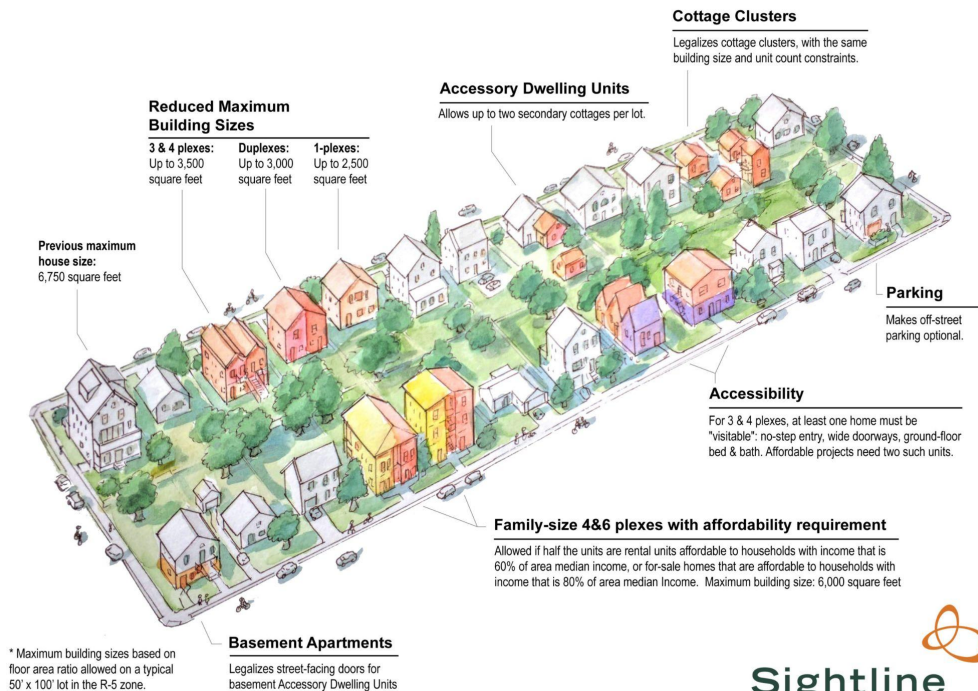 Cottage Clusters
Legalizes cottage clusters, with the same
building size and unit count constraints.
Accessory Dwelling Units
Allows up to two secondary cottages per lot.
Reduced Maximum
Building Sizes
3 & 4 plexes:
Up to 3,500
square feet
Duplexes:
Up to 3,000
square feet
1-plexes:
Up to 2,500
square feet
Previous maximum
house size:
6,750 square feet
Parking
Makes off-street
parking optional.
Accessibility
For 3 & 4 plexes, at least one home must be
"visitable": no-step entry, wide doorways, ground-floor
bed & bath. Affordable projects need two such units.
Family-size 4&6 plexes with affordability requirement
Allowed if half the units are rental units affordable to households with income that is
60% of area median income, or for-sale homes that are affordable to households with
income that is 80% of area median Income. Maximum building size: 6,000 square feet
Basement Apartments
Legalizes street-facing doors for
basement Accessory Dwelling Units
* Maximum building sizes based on
floor area ratio allowed on a typical
50' x 100' lot in the R-5 zone.
Sightline